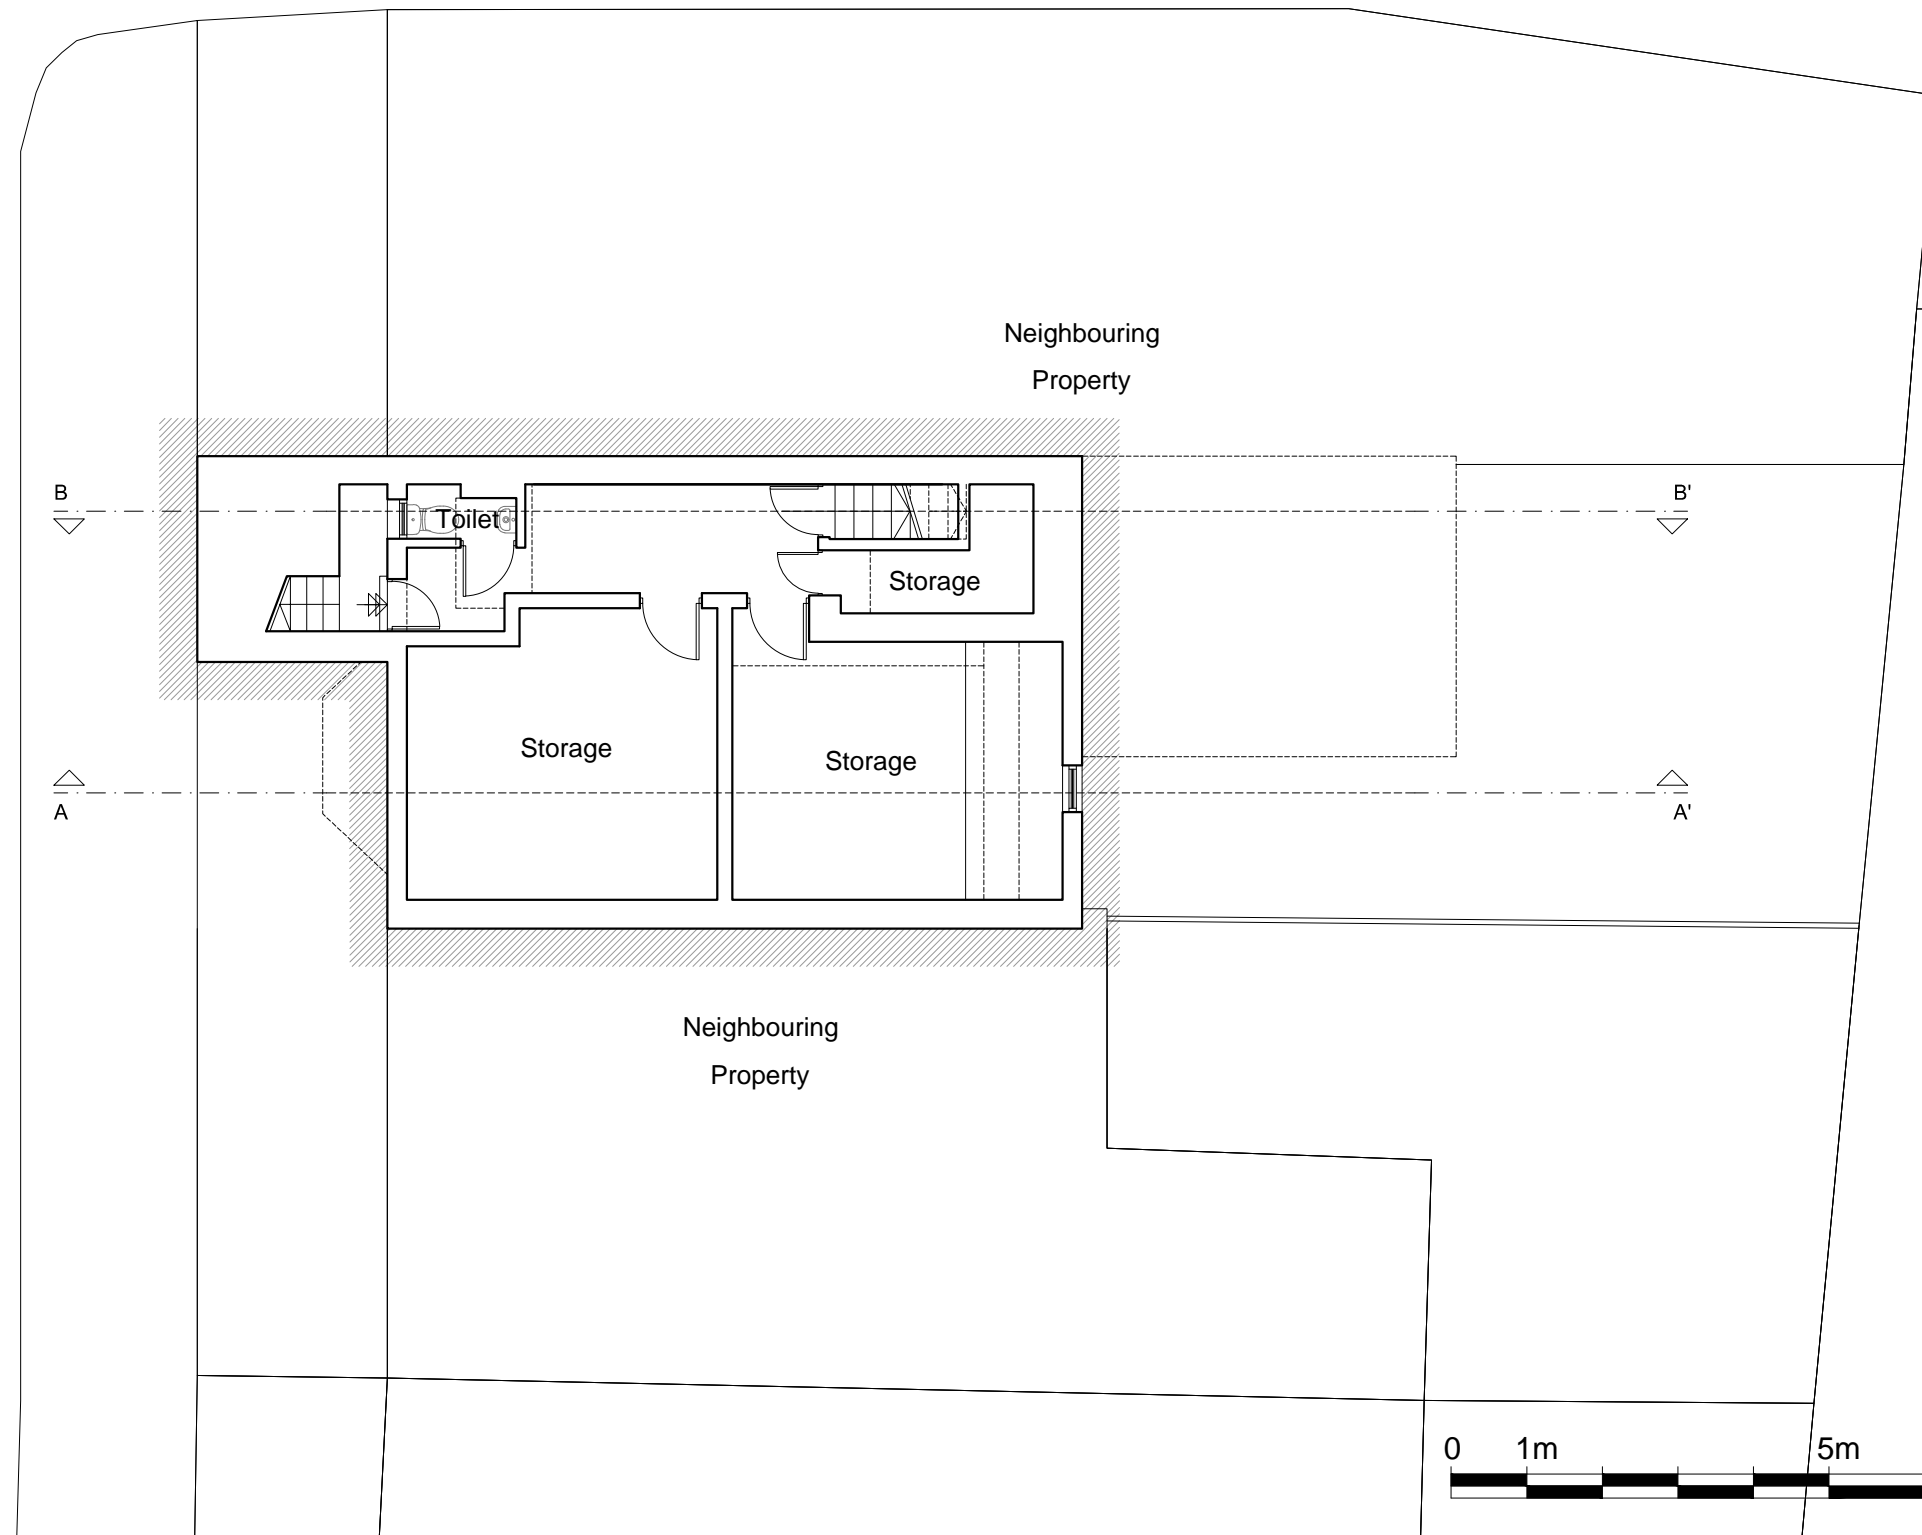 Neighbouring
Property
B
B'
Toilet
Storage
Storage
Storage
A
A'
Neighbouring
Property
0 1m 5m